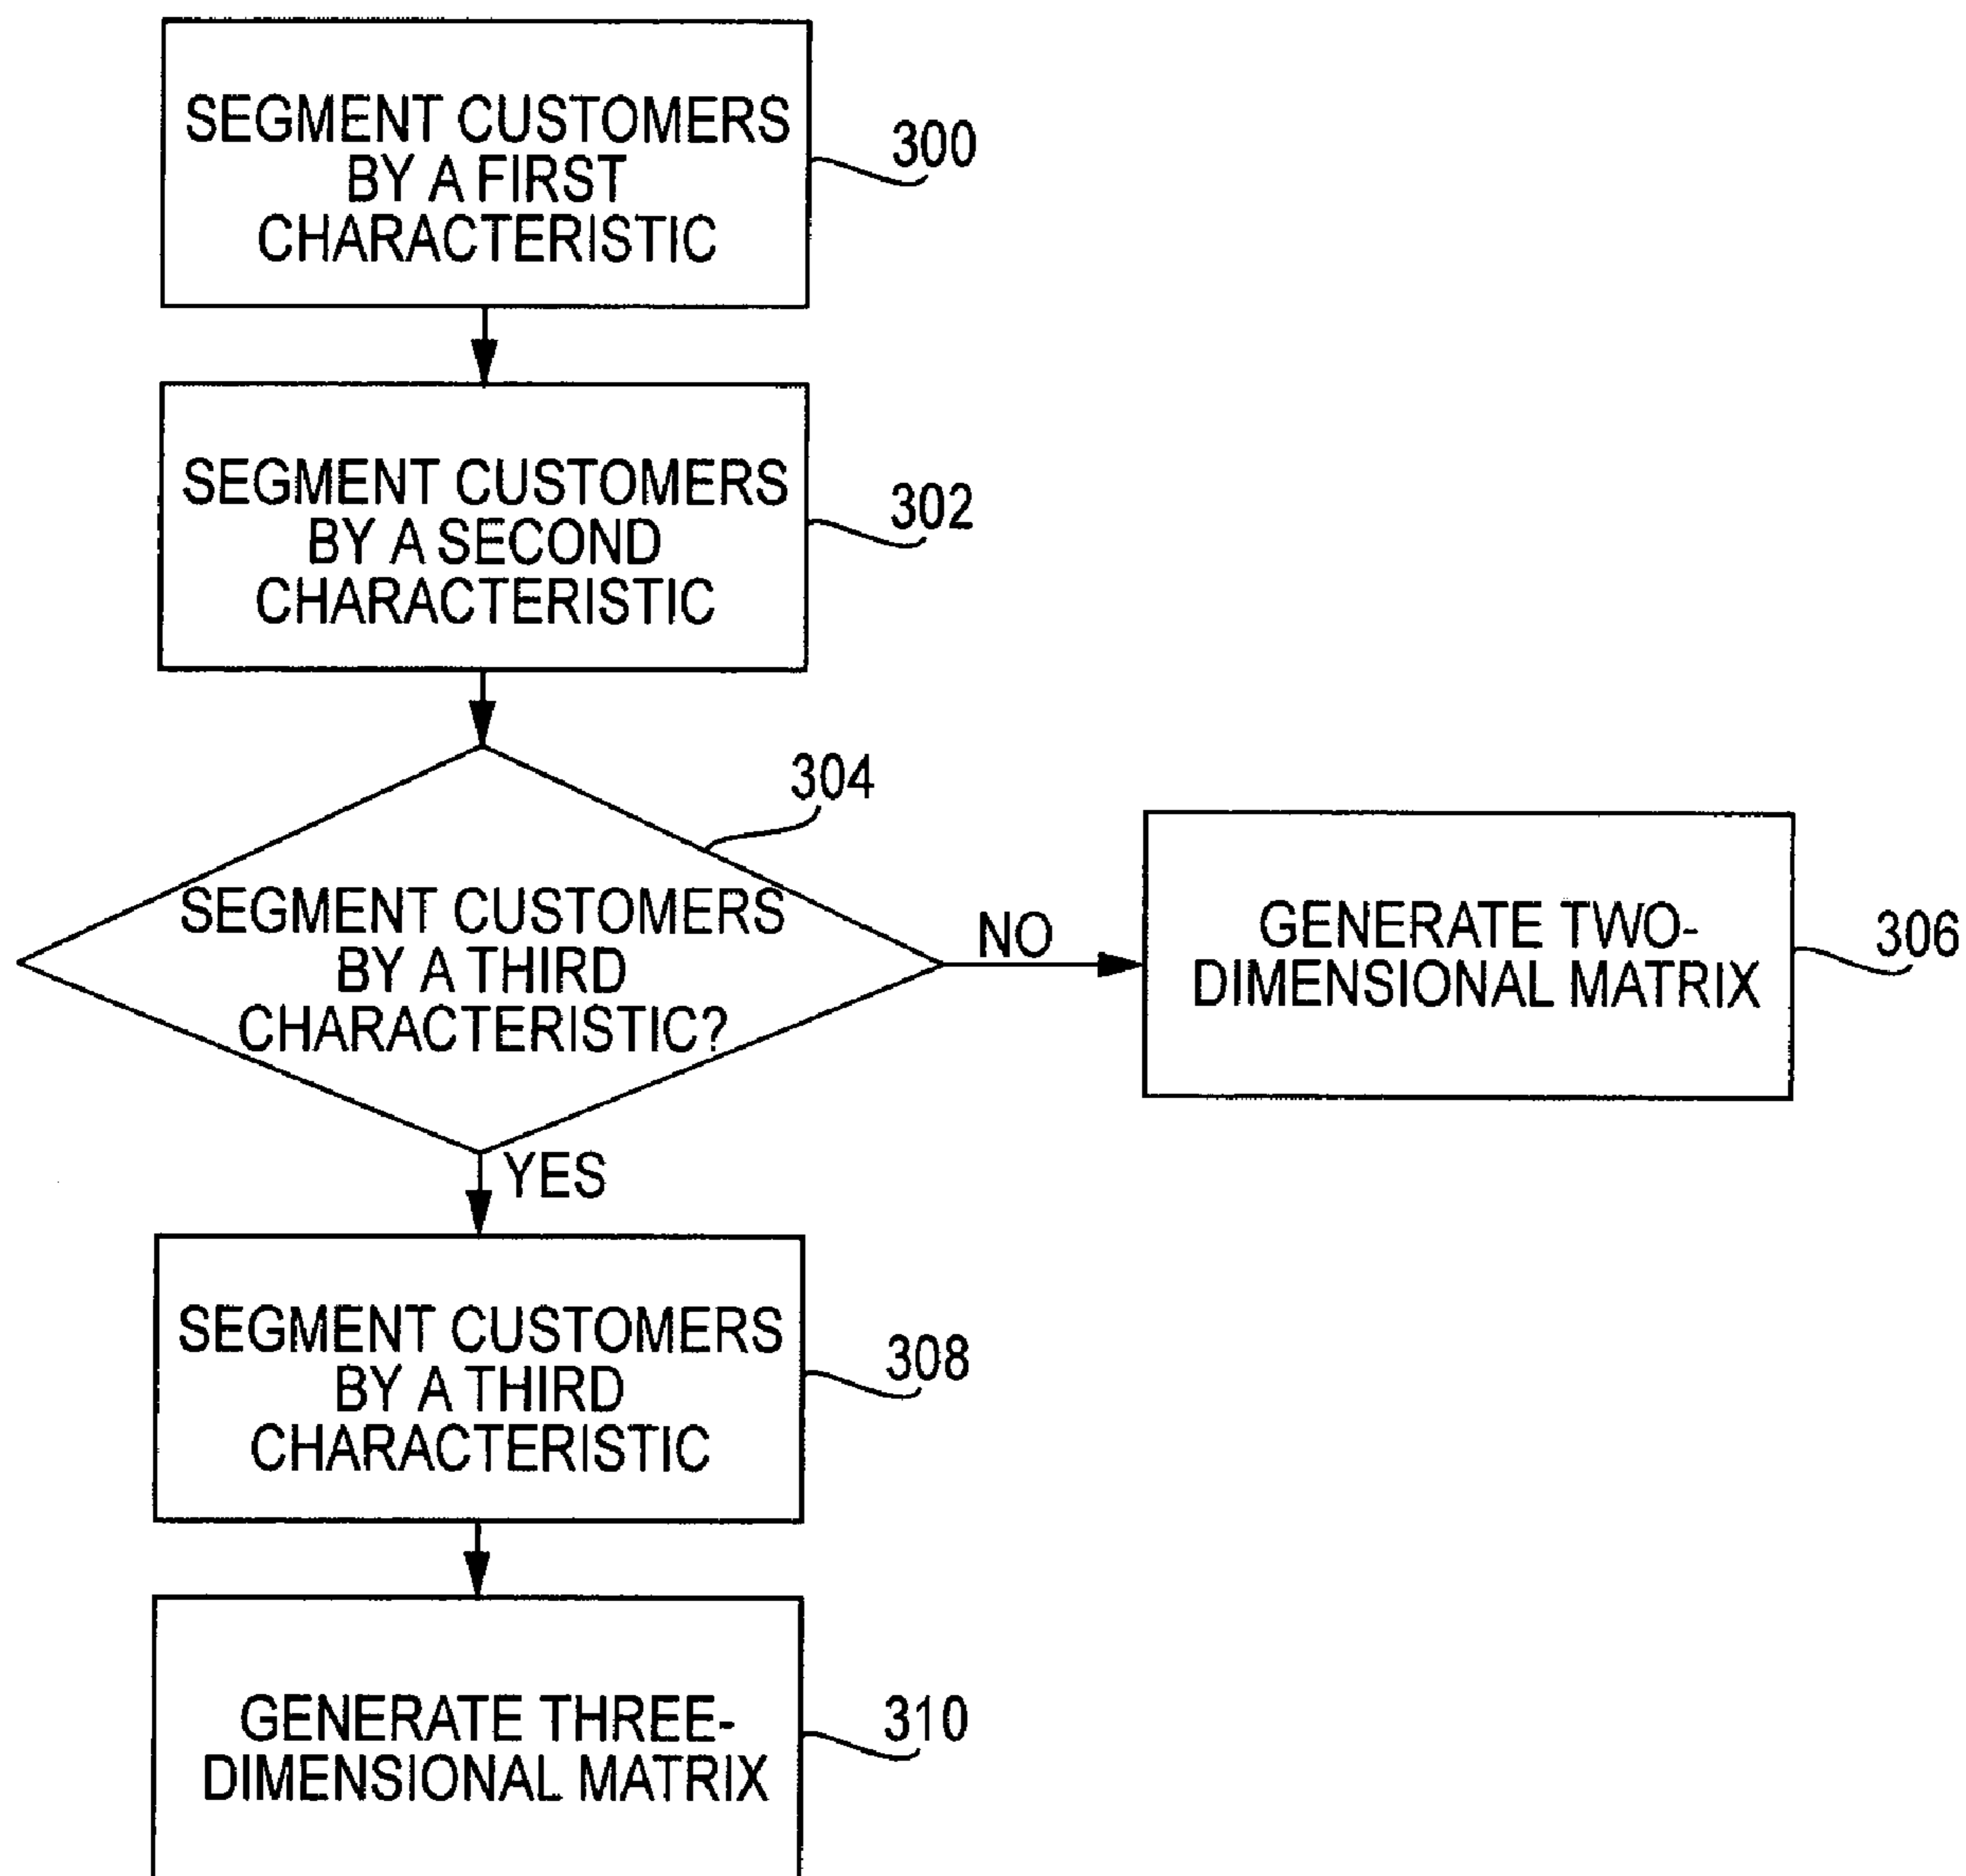 SEGMENT CUSTOMERS
BY A FIRST
CHARACTERISTIC
300
SEGMENT CUSTOMERS
BY A SECOND
CHARACTERISTIC
302
304
SEGMENT CUSTOMERS
BY A THIRD
CHARACTERISTIC?
NO
GENERATE TWO-
DIMENSIONAL MATRIX
306
YES
SEGMENT CUSTOMERS
BY A THIRD
CHARACTERISTIC
308
GENERATE THREE-
DIMENSIONAL MATRIX
310